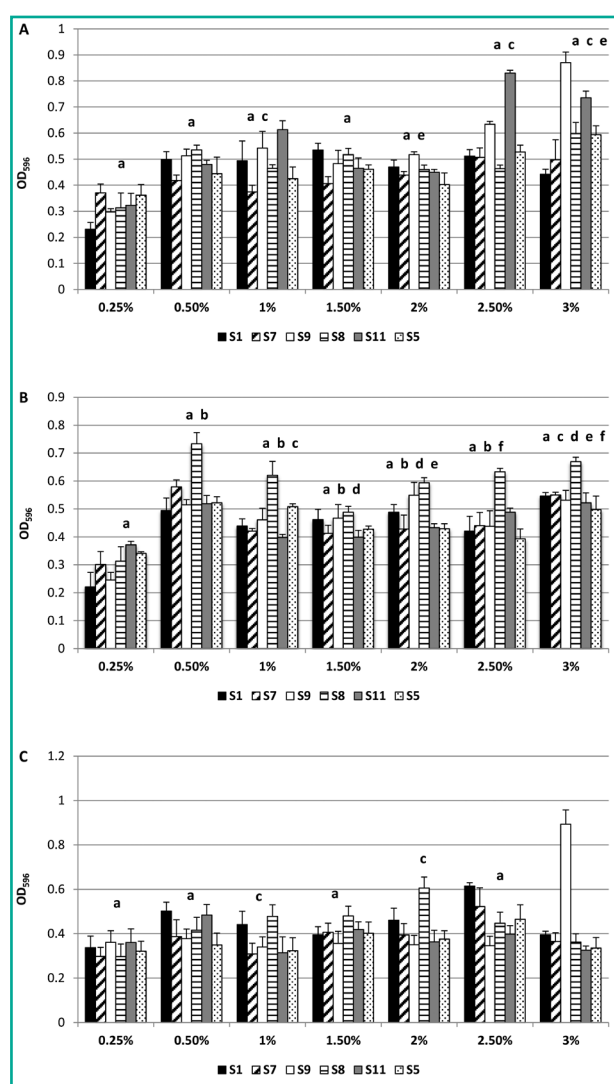 A
1
0.9
0.8
0.7
0.6
0.5
0.4
0.3
0.2
0.1
0
OD596
a
a
a c
a
a e
a c
a c e
0.25% 0.50% 1% 1.50% 2% 2.50% 3%
S1 S7 S9 S8 S11 S5
B
0.9
0.8
0.7
0.6
0.5
0.4
0.3
0.2
0.1
0
OD596
a
a b
a b c
a b d
a b d e
a b f
a c d e f
0.25% 0.50% 1% 1.50% 2% 2.50% 3%
S1 S7 S9 S8 S11 S5
C
1.2
1
0.8
0.6
0.4
0.2
0
OD596
a
a
c
a
c
a
0.25% 0.50% 1% 1.50% 2% 2.50% 3%
S1 S7 S9 S8 S11 S5